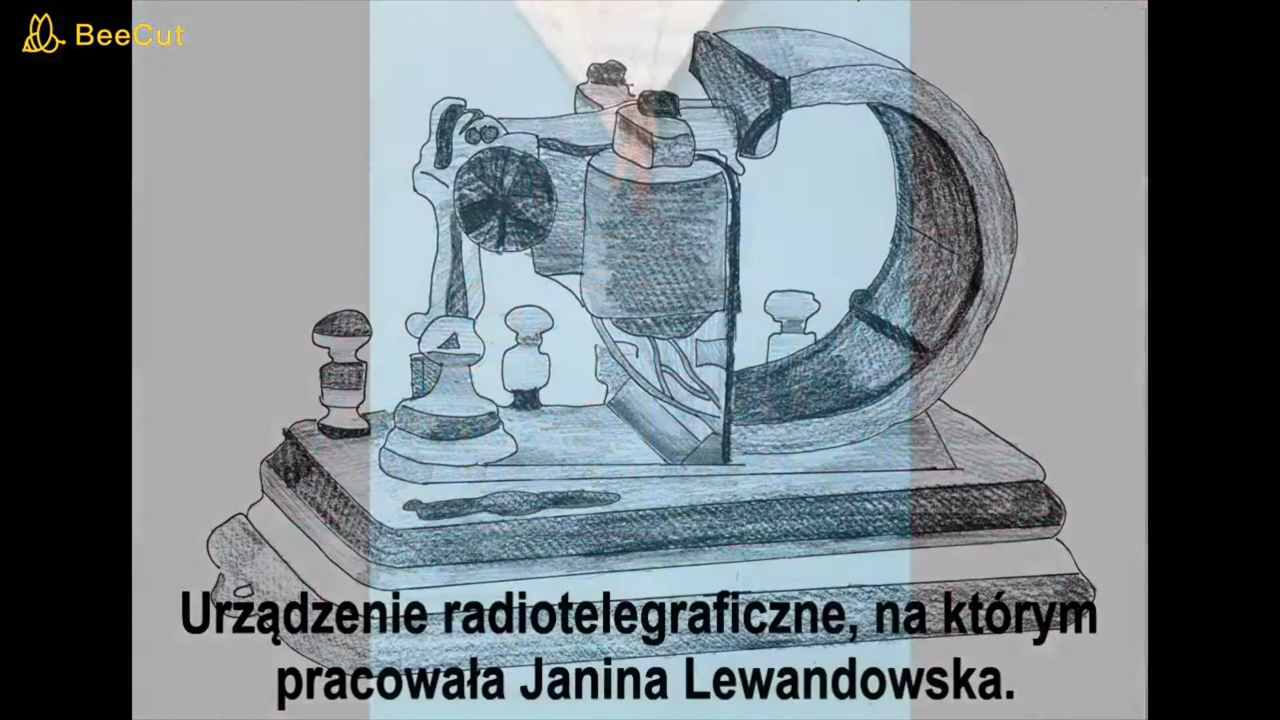 BeeCut
Urządzenie radiotelegraficzne, na którym
pracowała Janina Lewandowska.